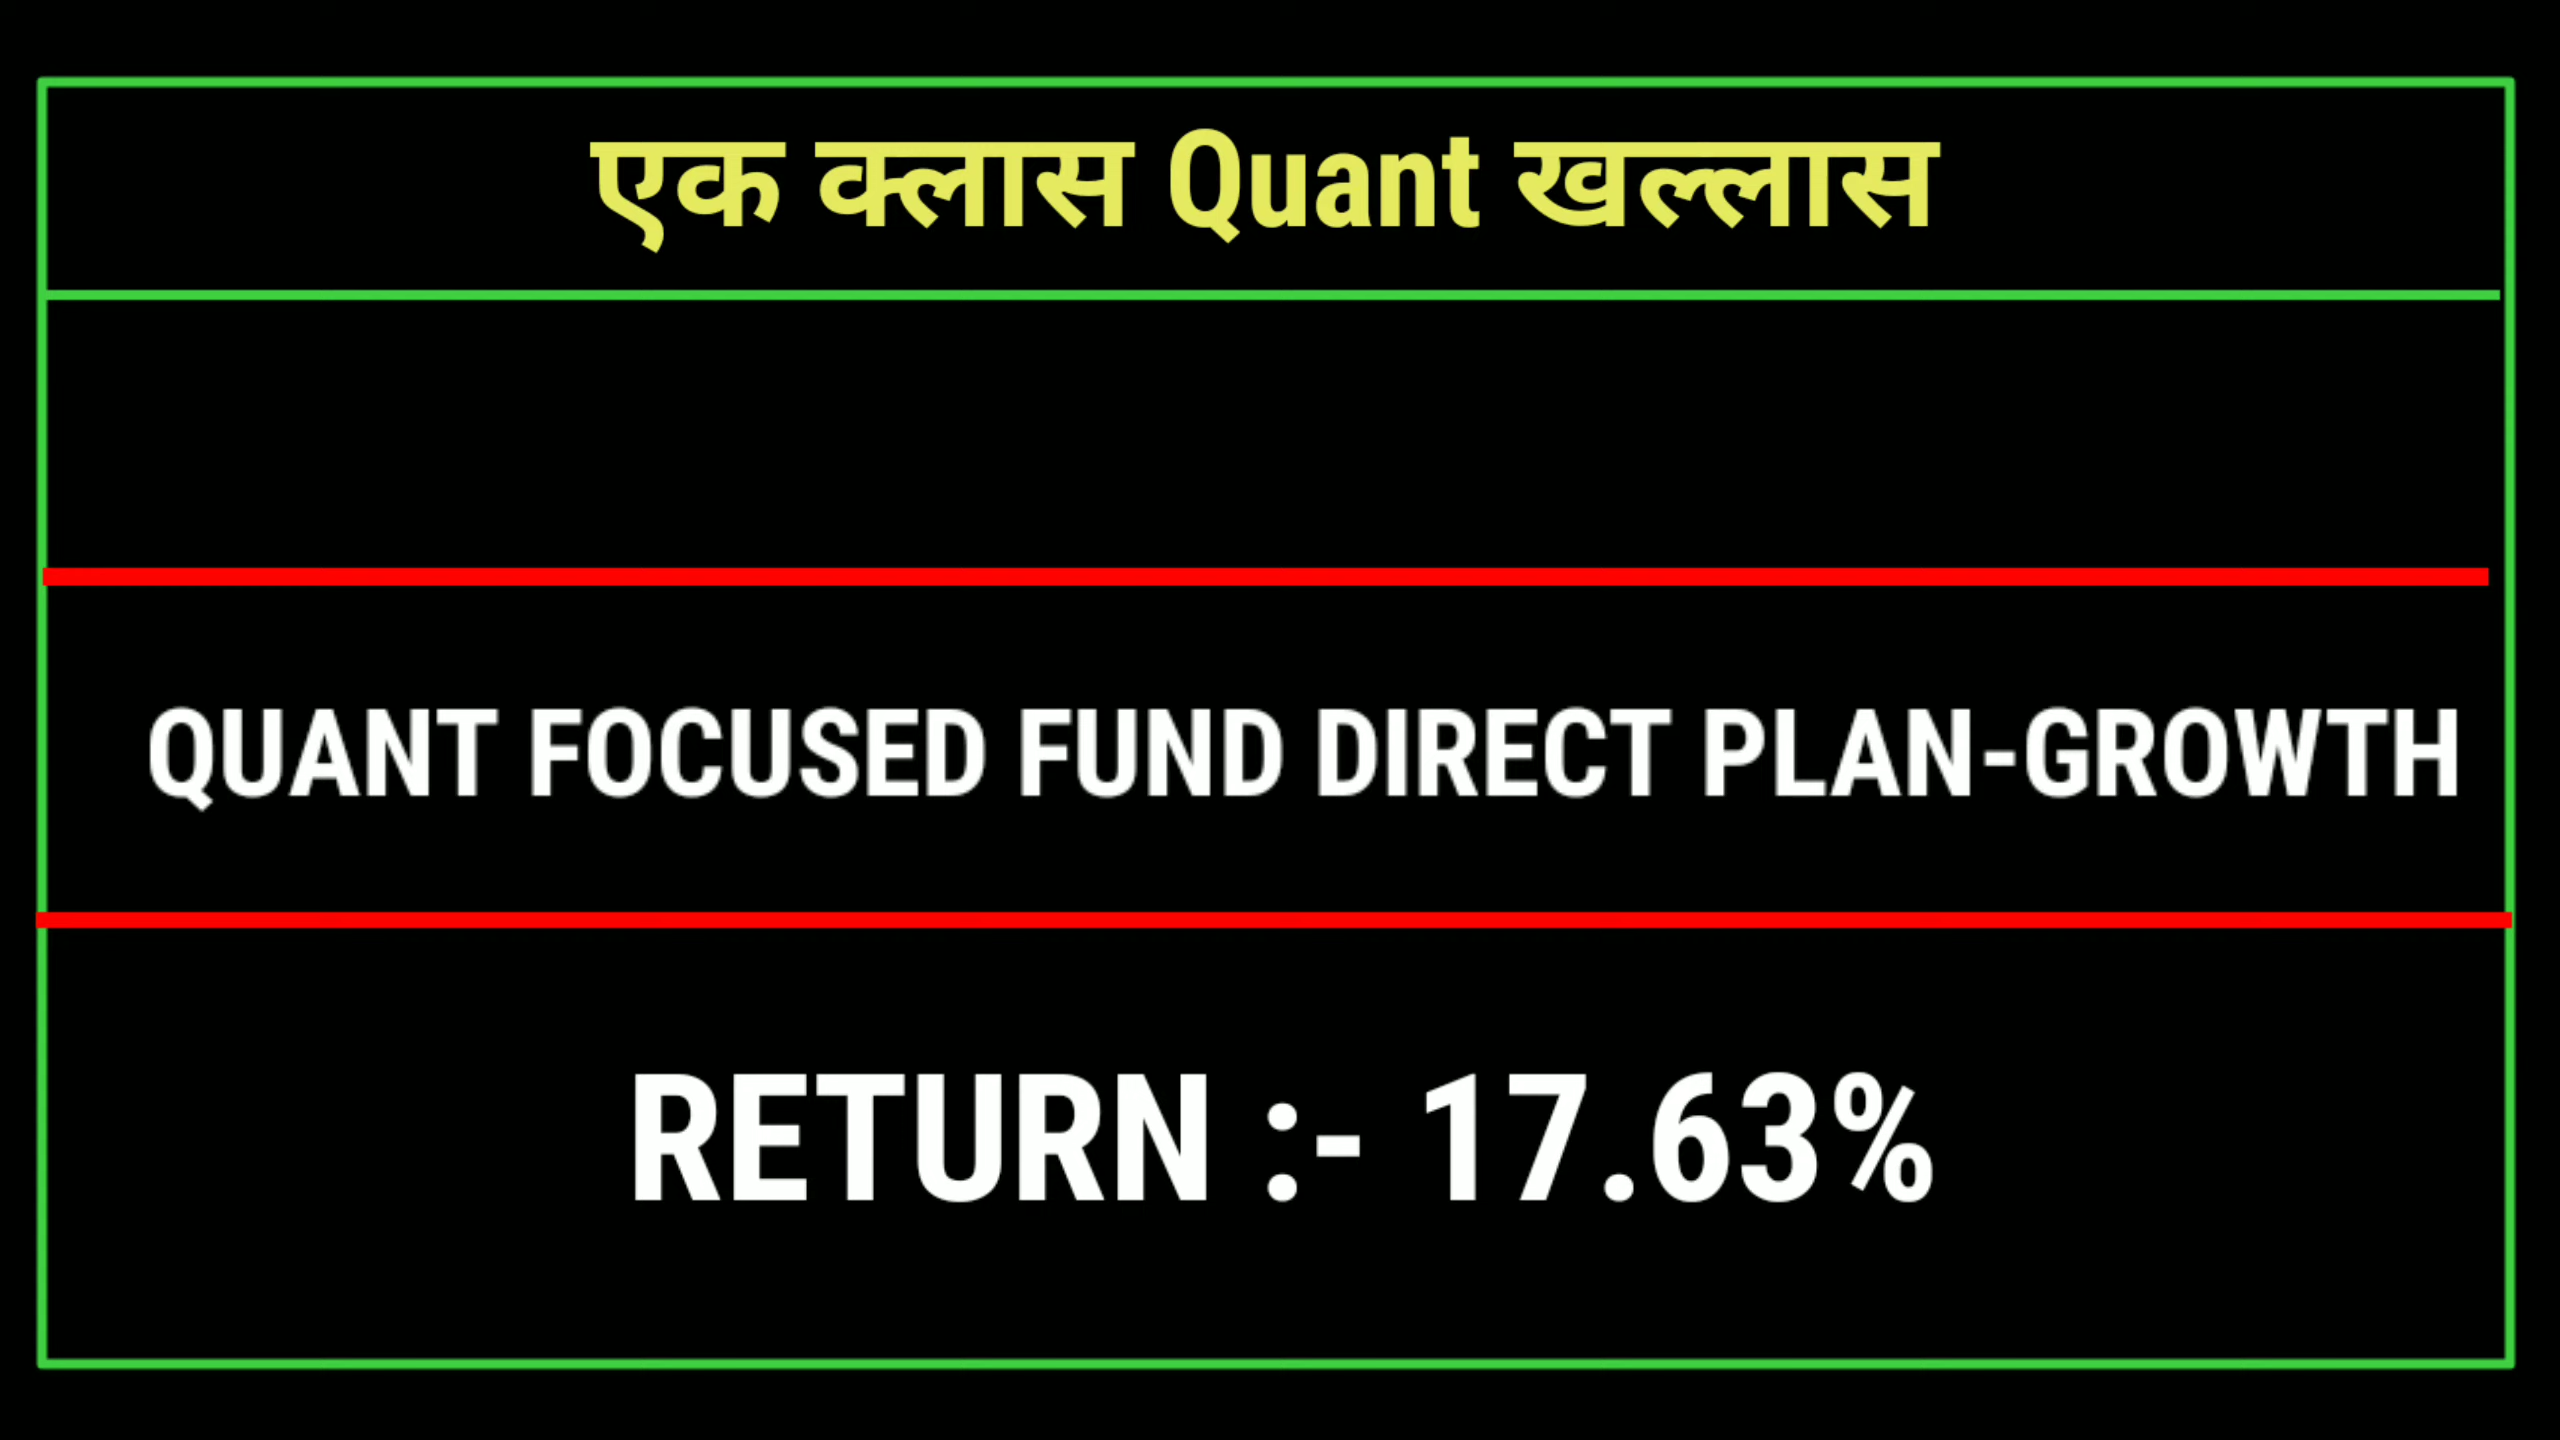 एक क्लास Quant खल्लास
QUANT FOCUSED FUND DIRECT PLAN-GROWTH
RETURN :- 17.63%